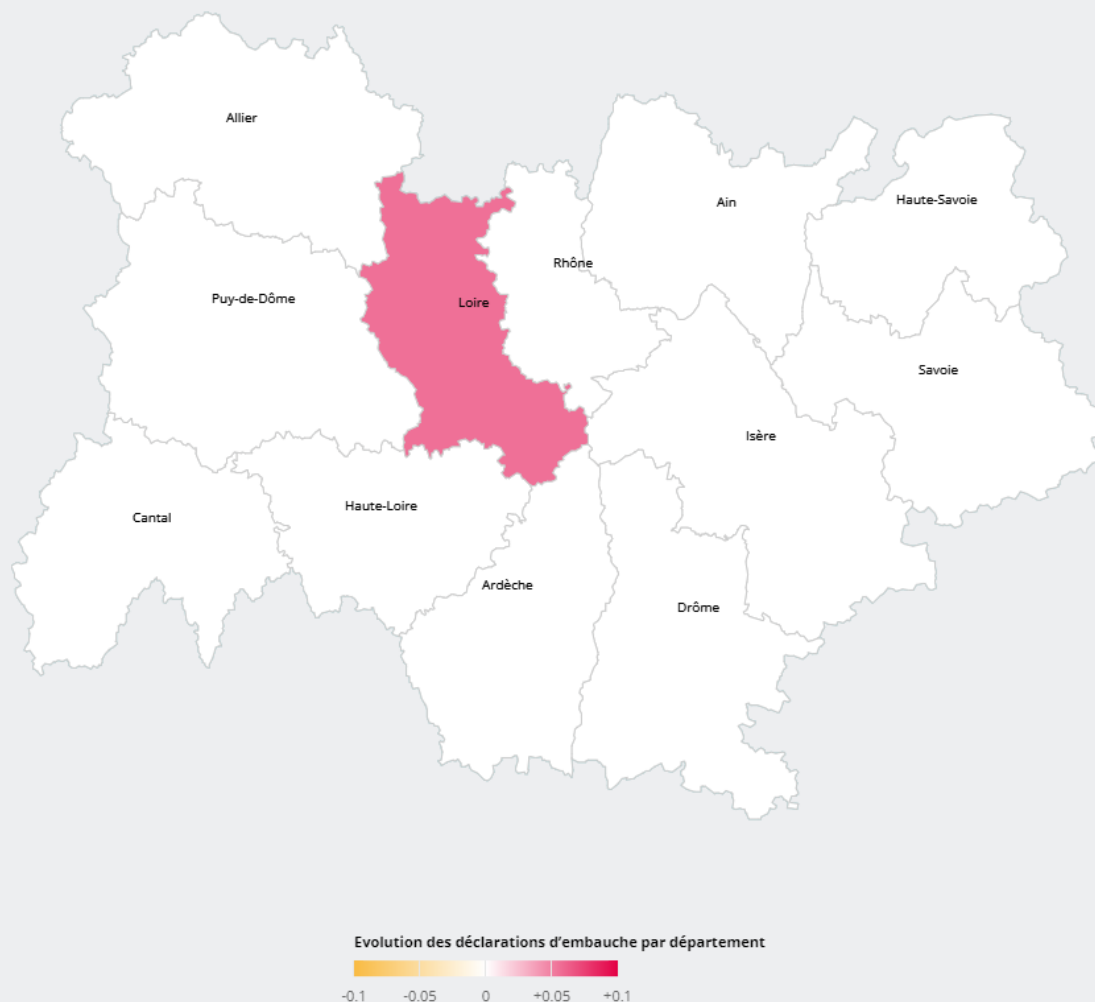 Allier
Ain
Haute-Savoie
Rhône
Puy-de-Dôme
Loire
Savoie
Isère
Haute-Loire
Cantal
Ardèche
Drôme
Evolution des déclarations d'embauche par département
-0.1 -0.05 0 +0.05 +0.1